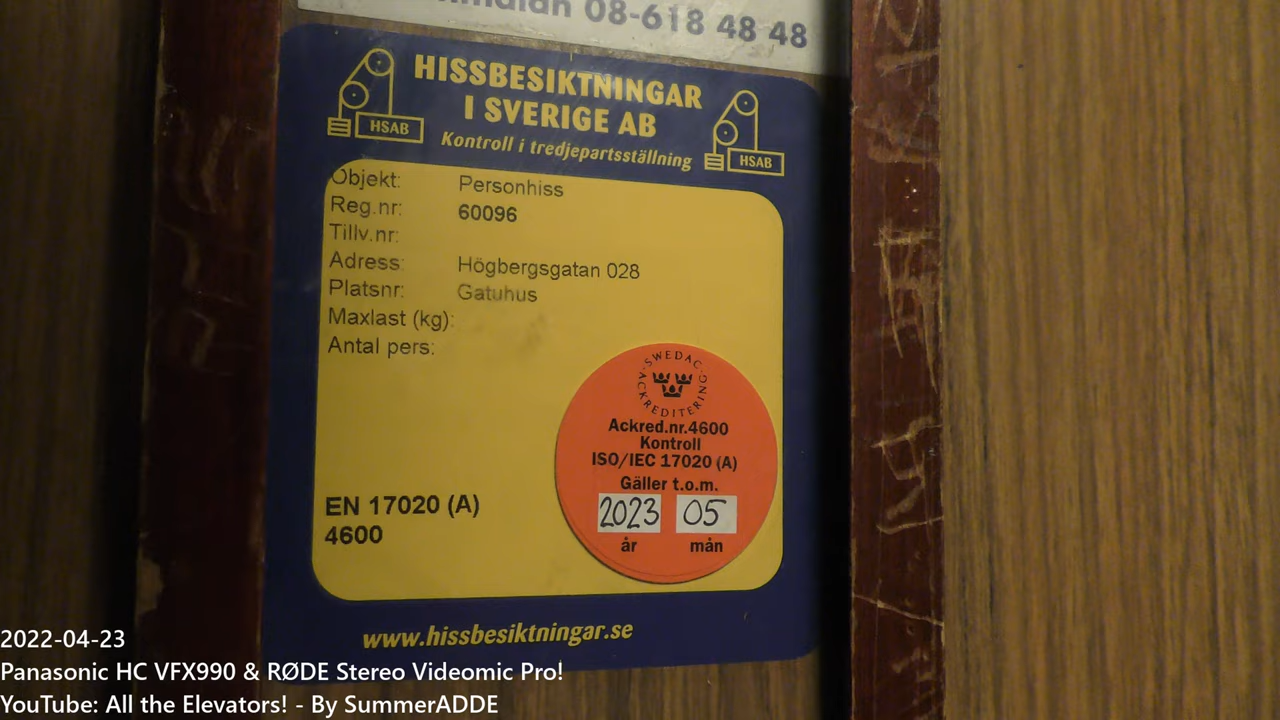 08-618 48 48
HISSBESIKTNINGAR
I SVERIGE AB
Kontroll i tredjepartsställning
HSAB
HSAB
Objekt: Personhiss
Reg.nr: 60096
Tillv.nr:
Adress: Högbergsgatan 028
Platsnr: Gatuhus
Maxlast (kg):
Antal pers:
SWEDAC
ACKREDITERING
Ackred.nr.4600
Kontroll
ISO/IEC 17020 (A)
Gäller t.o.m.
2023 05
år mån
EN 17020 (A)
4600
www.hissbesiktningar.se
2022-04-23
Panasonic HC VFX990 & RØDE Stereo Videomic Pro!
YouTube: All the Elevators! - By SummerADDE